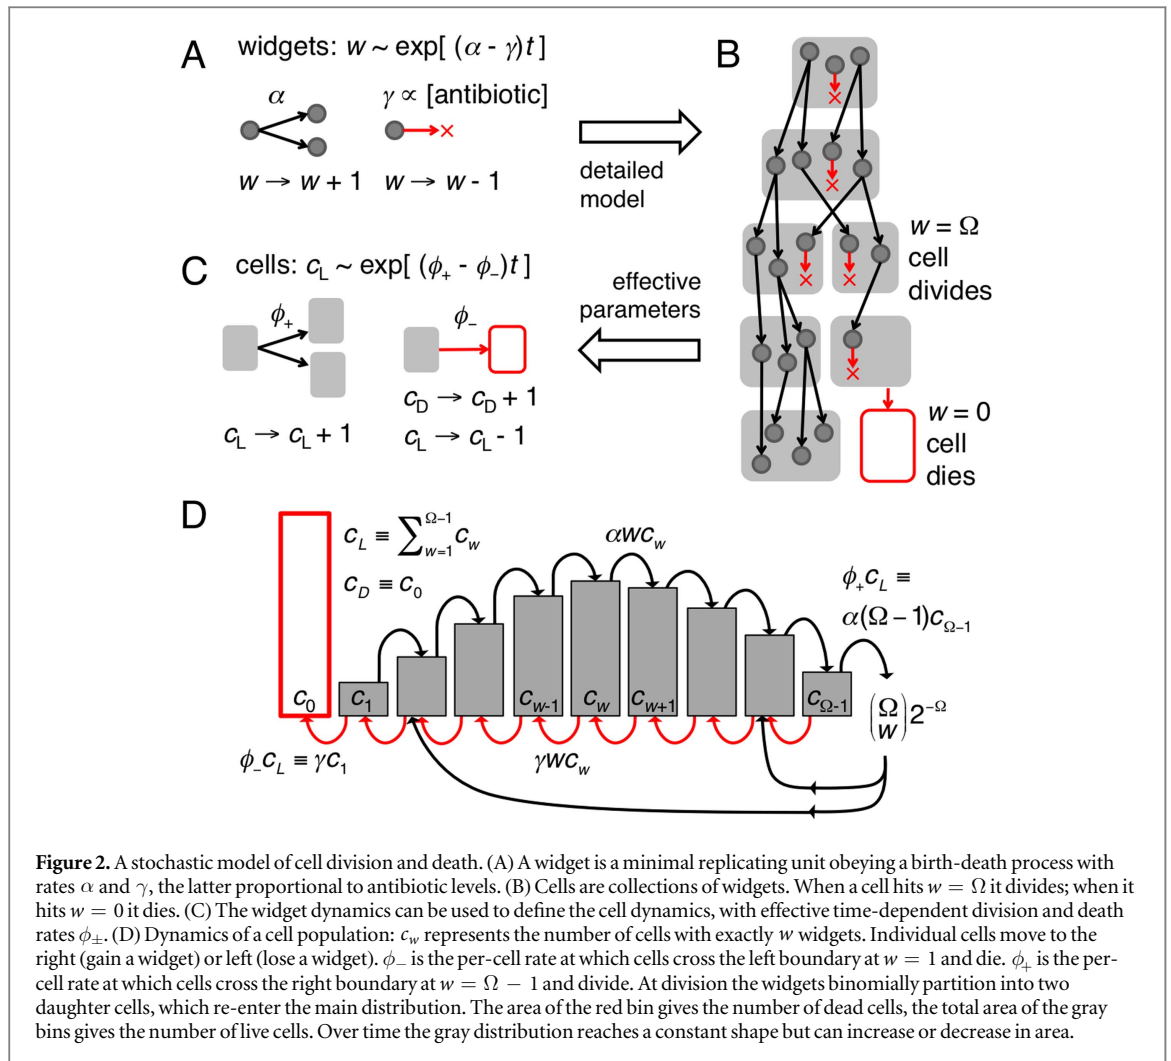 A
widgets: w ~ exp[ (α - γ)t ]
α
γ ∝ [antibiotic]
×
w → w + 1
w → w - 1
detailed
model
B
×
×
×
×
w = Ω
cell
divides
×
w = 0
cell
dies
effective
parameters
C
cells: c_L ~ exp[ (ϕ_+ - ϕ_-)t ]
ϕ_+
ϕ_-
c_D → c_D + 1
c_L → c_L + 1
c_L → c_L - 1
D
c_L ≡ ∑_{w=1}^{Ω-1} c_w
c_D ≡ c_0
αwc_w
ϕ_+c_L ≡
α(Ω − 1)c_{Ω-1}
c_0
c_1
c_{w-1}
c_w
c_{w+1}
c_{Ω-1}
(Ω w) 2^{-Ω}
ϕ_-c_L ≡ γc_1
γwc_w
Figure 2. A stochastic model of cell division and death. (A) A widget is a minimal replicating unit obeying a birth-death process with
rates α and γ, the latter proportional to antibiotic levels. (B) Cells are collections of widgets. When a cell hits w = Ω it divides; when it
hits w = 0 it dies. (C) The widget dynamics can be used to define the cell dynamics, with effective time-dependent division and death
rates ϕ_±. (D) Dynamics of a cell population: c_w represents the number of cells with exactly w widgets. Individual cells move to the
right (gain a widget) or left (lose a widget). ϕ_− is the per-cell rate at which cells cross the left boundary at w = 1 and die. ϕ_+ is the per-
cell rate at which cells cross the right boundary at w = Ω − 1 and divide. At division the widgets binomially partition into two
daughter cells, which re-enter the main distribution. The area of the red bin gives the number of dead cells, the total area of the gray
bins gives the number of live cells. Over time the gray distribution reaches a constant shape but can increase or decrease in area.